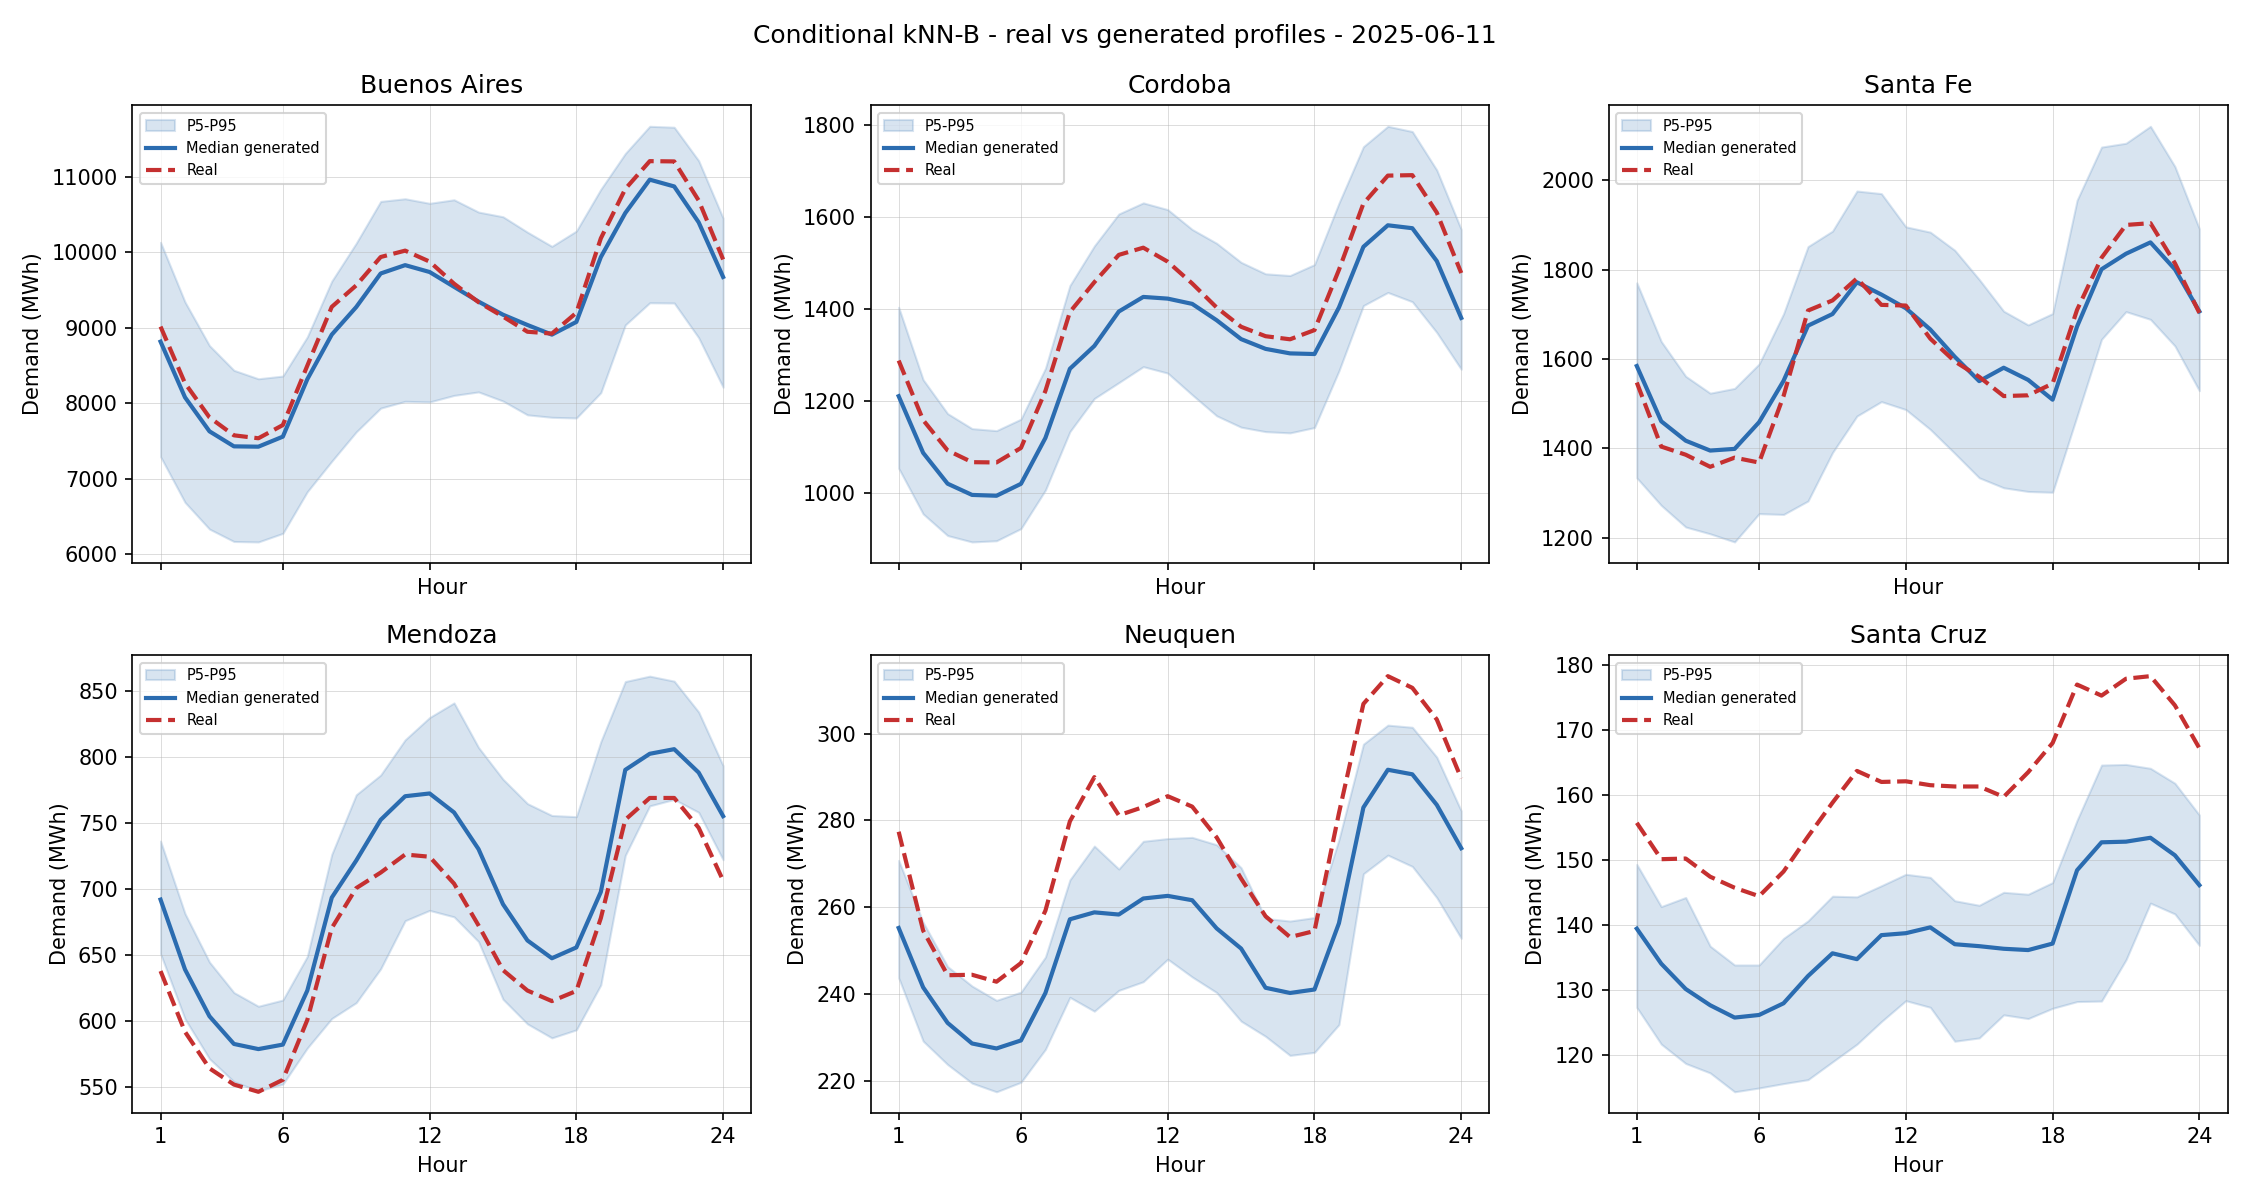 Conditional kNN-B - real vs generated profiles - 2025-06-11
Buenos Aires
P5-P95
Median generated
Real
11000
10000
9000
8000
7000
6000
Demand (MWh)
Hour
Cordoba
P5-P95
Median generated
Real
1800
1600
1400
1200
1000
Demand (MWh)
Hour
Santa Fe
P5-P95
Median generated
Real
2000
1800
1600
1400
1200
Demand (MWh)
Hour
Mendoza
P5-P95
Median generated
Real
850
800
750
700
650
600
550
Demand (MWh)
1 6 12 18 24
Hour
Neuquen
P5-P95
Median generated
Real
300
280
260
240
220
Demand (MWh)
1 6 12 18 24
Hour
Santa Cruz
P5-P95
Median generated
Real
180
170
160
150
140
130
120
Demand (MWh)
1 6 12 18 24
Hour